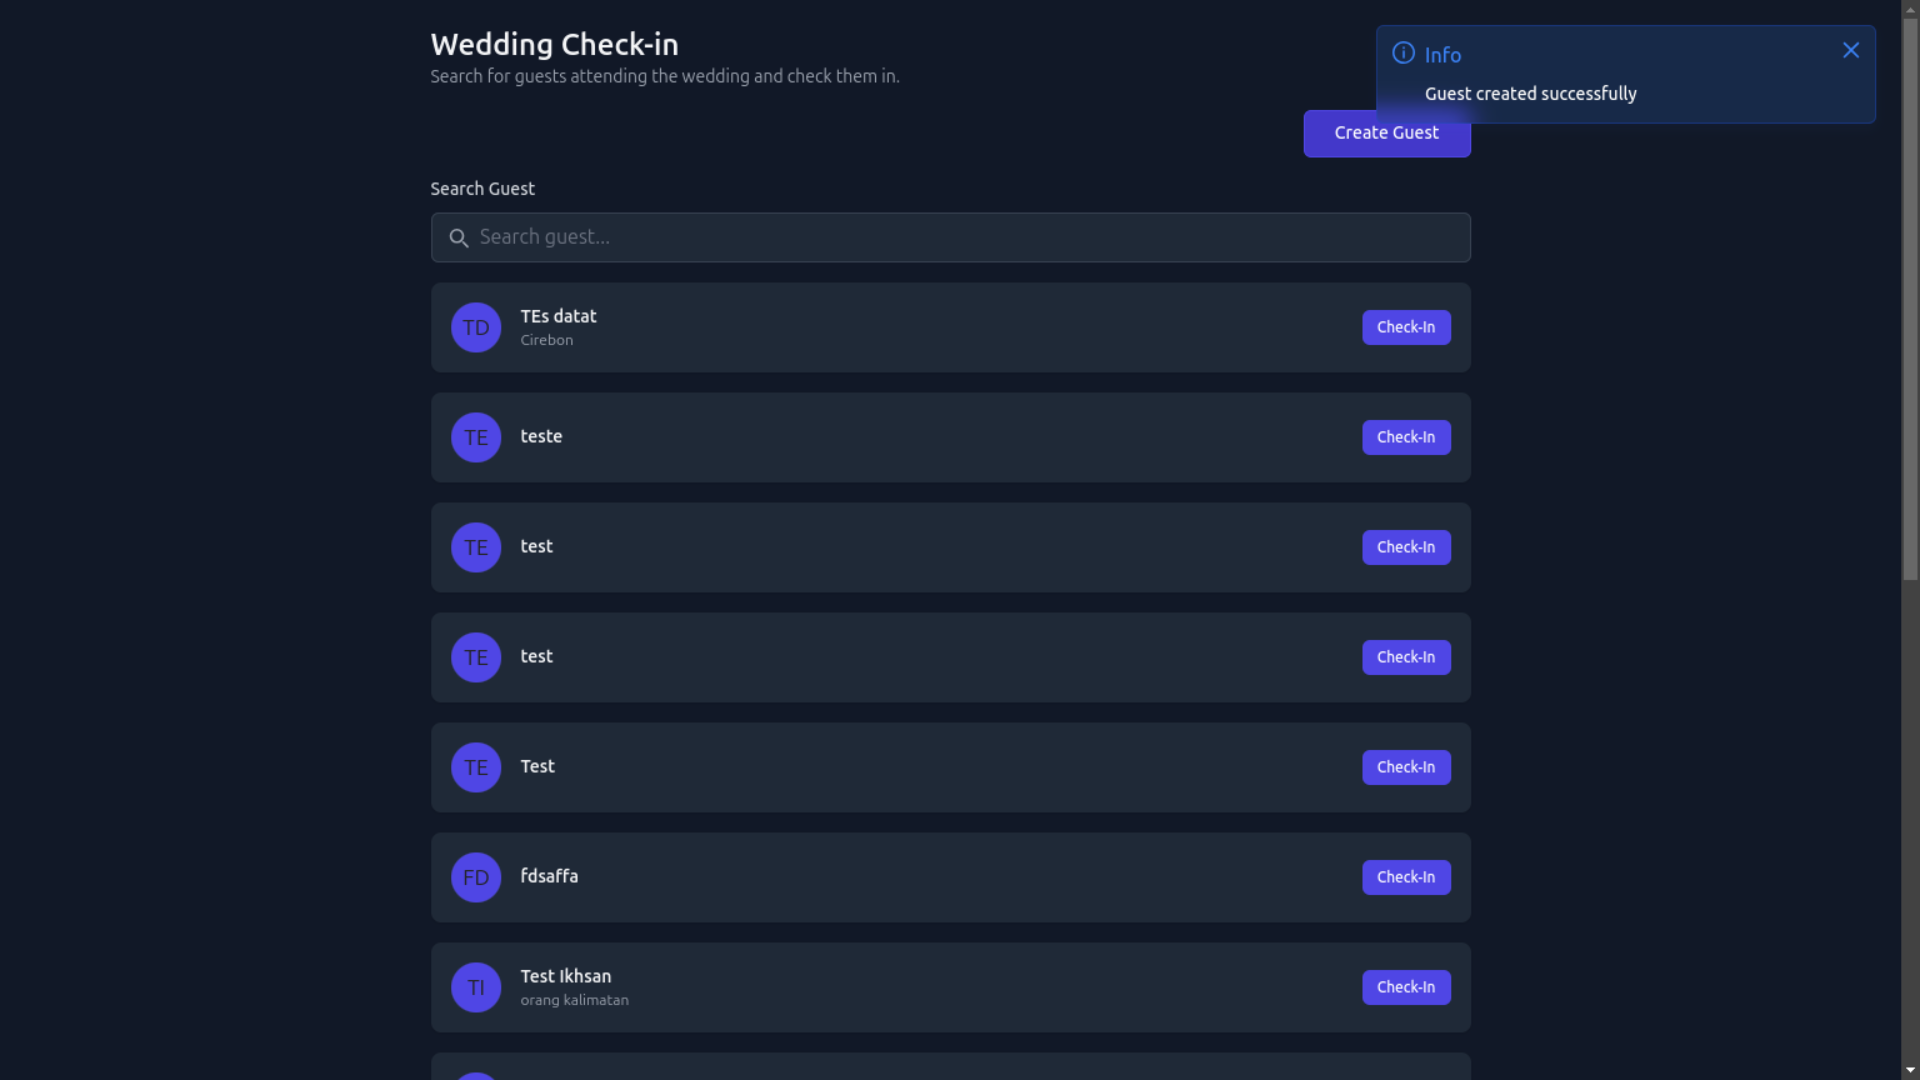 Wedding Check-in
Search for guests attending the wedding and check them in.
Info
Guest created successfully
Create Guest
Search Guest
Search guest...
TD
TEs datat
Cirebon
Check-In
TE
teste
Check-In
TE
test
Check-In
TE
test
Check-In
TE
Test
Check-In
FD
fdsaffa
Check-In
TI
Test Ikhsan
orang kalimatan
Check-In